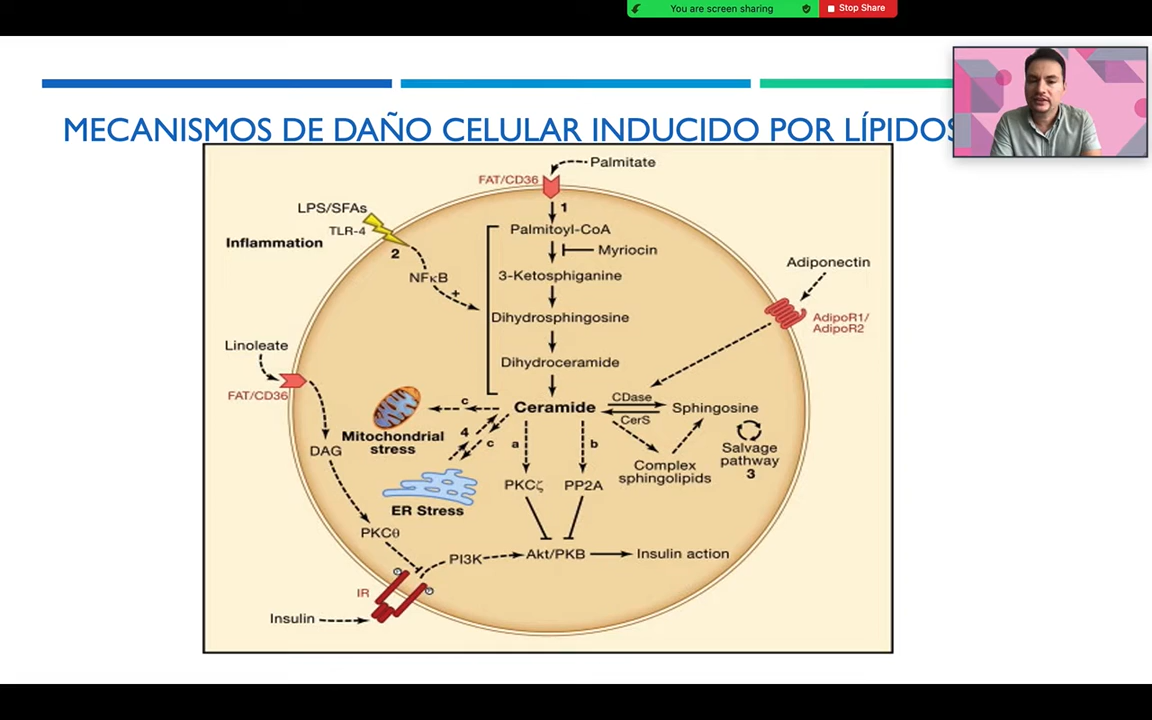 You are screen sharing
Stop Share
MECANISMOS DE DAÑO CELULAR INDUCIDO POR LÍPIDOS
Palmitate
FAT/CD36
1
LPS/SFAs
TLR-4
Inflammation
2
NFκB
+
Palmitoyl-CoA
Myriocin
3-Ketosphiganine
Dihydrosphingosine
Dihydroceramide
Adiponectin
AdipoR1/
AdipoR2
Linoleate
FAT/CD36
DAG
PKCθ
Ceramide
CDase
CerS
Sphingosine
Salvage
pathway
3
Complex
sphingolipids
c
Mitochondrial
stress
4
c
ER Stress
a
b
PKCζ
PP2A
PI3K
Akt/PKB
Insulin action
IR
Insulin